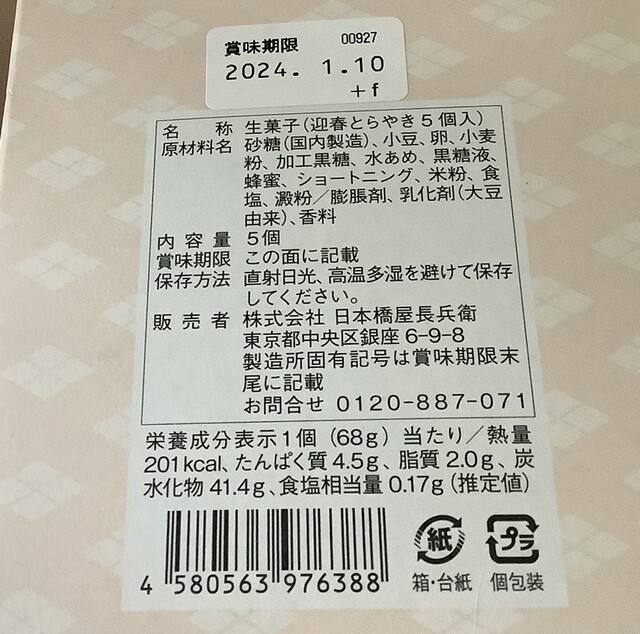 賞味期限 00927
2024. 1.10
+f
名称 生菓子(迎春とらやき5個入)
原材料名 砂糖(国内製造)、小豆、卵、小麦
粉、加工黒糖、水あめ、黒糖液、
蜂蜜、ショートニング、米粉、食
塩、澱粉/膨脹剤、乳化剤(大豆
由来)、香料
内容量 5個
賞味期限 この面に記載
保存方法 直射日光、高温多湿を避けて保存
してください。
販売者 株式会社 日本橋屋長兵衛
東京都中央区銀座6-9-8
製造所固有記号は賞味期限末
尾に記載
お問合せ 0120-887-071
栄養成分表示1個(68g)当たり/熱量
201kcal、たんぱく質4.5g、脂質2.0g、炭
水化物41.4g、食塩相当量0.17g(推定値)
4 580563 976388
紙 プラ
箱・台紙 個包装